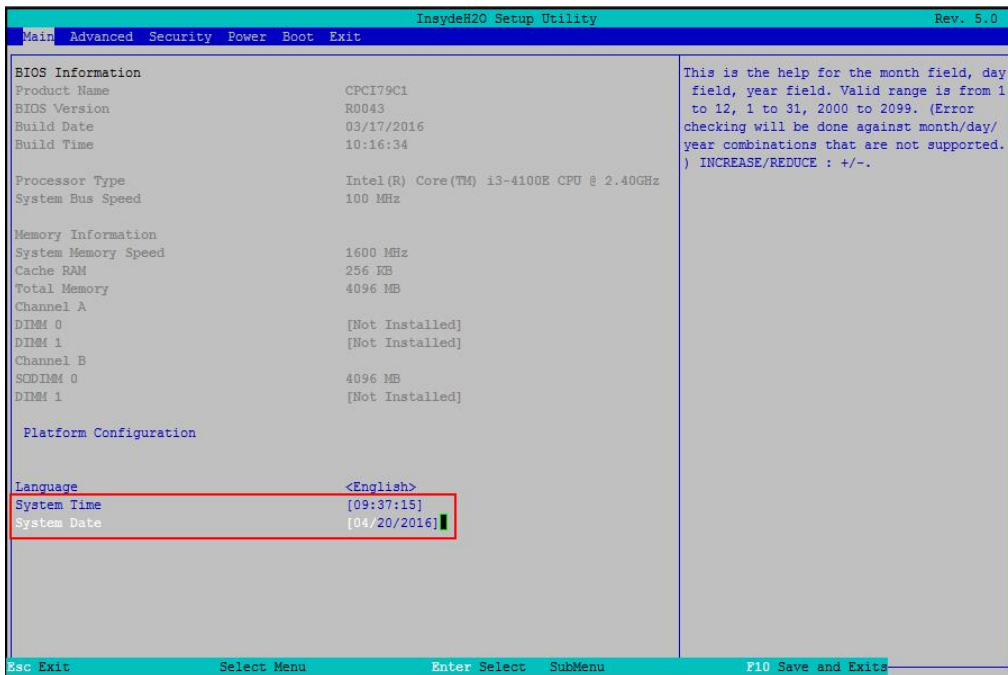 InsydeH2O Setup Utility Rev. 5.0
Main Advanced Security Power Boot Exit
BIOS Information
Product Name CPCI79C1
BIOS Version R0043
Build Date 03/17/2016
Build Time 10:16:34
Processor Type Intel(R) Core(TM) i3-4100E CPU @ 2.40GHz
System Bus Speed 100 MHz
Memory Information
System Memory Speed 1600 MHz
Cache RAM 256 KB
Total Memory 4096 MB
Channel A
DIMM 0 [Not Installed]
DIMM 1 [Not Installed]
Channel B
SODIMM 0 4096 MB
DIMM 1 [Not Installed]
Platform Configuration
Language <English>
System Time [09:37:15]
System Date [04/20/2016]
This is the help for the month field, day
field, year field. Valid range is from 1
to 12, 1 to 31, 2000 to 2099. (Error
checking will be done against month/day/
year combinations that are not supported.
) INCREASE/REDUCE : +/-.
Esc Exit Select Menu Enter Select SubMenu F10 Save and Exits